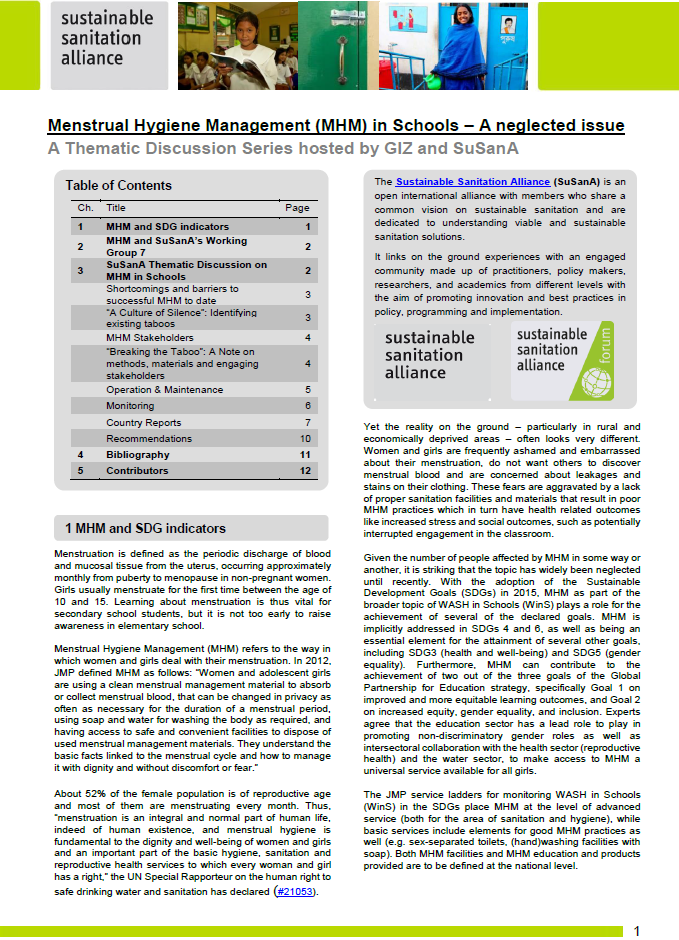 sustainable
sanitation
alliance
Menstrual Hygiene Management (MHM) in Schools – A neglected issue
A Thematic Discussion Series hosted by GIZ and SuSanA
Table of Contents
Ch. Title Page
1 MHM and SDG indicators 1
2 MHM and SuSanA's Working Group 7 2
3 SuSanA Thematic Discussion on MHM in Schools 2
Shortcomings and barriers to successful MHM to date 3
"A Culture of Silence": Identifying existing taboos 3
MHM Stakeholders 4
"Breaking the Taboo": A Note on methods, materials and engaging stakeholders 4
Operation & Maintenance 5
Monitoring 6
Country Reports 7
Recommendations 10
4 Bibliography 11
5 Contributors 12
1 MHM and SDG indicators
Menstruation is defined as the periodic discharge of blood
and mucosal tissue from the uterus, occurring approximately
monthly from puberty to menopause in non-pregnant women.
Girls usually menstruate for the first time between the age of
10 and 15. Learning about menstruation is thus vital for
secondary school students, but it is not too early to raise
awareness in elementary school.
Menstrual Hygiene Management (MHM) refers to the way in
which women and girls deal with their menstruation. In 2012,
JMP defined MHM as follows: "Women and adolescent girls
are using a clean menstrual management material to absorb
or collect menstrual blood, that can be changed in privacy as
often as necessary for the duration of a menstrual period,
using soap and water for washing the body as required, and
having access to safe and convenient facilities to dispose of
used menstrual management materials. They understand the
basic facts linked to the menstrual cycle and how to manage
it with dignity and without discomfort or fear."
About 52% of the female population is of reproductive age
and most of them are menstruating every month. Thus,
"menstruation is an integral and normal part of human life,
indeed of human existence, and menstrual hygiene is
fundamental to the dignity and well-being of women and girls
and an important part of the basic hygiene, sanitation and
reproductive health services to which every woman and girl
has a right," the UN Special Rapporteur on the human right to
safe drinking water and sanitation has declared (#21053).
The Sustainable Sanitation Alliance (SuSanA) is an
open international alliance with members who share a
common vision on sustainable sanitation and are
dedicated to understanding viable and sustainable
sanitation solutions.
It links on the ground experiences with an engaged
community made up of practitioners, policy makers,
researchers, and academics from different levels with
the aim of promoting innovation and best practices in
policy, programming and implementation.
sustainable
sanitation
alliance
sustainable
sanitation
alliance
forum
Yet the reality on the ground – particularly in rural and
economically deprived areas – often looks very different.
Women and girls are frequently ashamed and embarrassed
about their menstruation, do not want others to discover
menstrual blood and are concerned about leakages and
stains on their clothing. These fears are aggravated by a lack
of proper sanitation facilities and materials that result in poor
MHM practices which in turn have health related outcomes
like increased stress and social outcomes, such as potentially
interrupted engagement in the classroom.
Given the number of people affected by MHM in some way or
another, it is striking that the topic has widely been neglected
until recently. With the adoption of the Sustainable
Development Goals (SDGs) in 2015, MHM as part of the
broader topic of WASH in Schools (WinS) plays a role for the
achievement of several of the declared goals. MHM is
implicitly addressed in SDGs 4 and 6, as well as being an
essential element for the attainment of several other goals,
including SDG3 (health and well-being) and SDG5 (gender
equality). Furthermore, MHM can contribute to the
achievement of two out of the three goals of the Global
Partnership for Education strategy, specifically Goal 1 on
improved and more equitable learning outcomes, and Goal 2
on increased equity, gender equality, and inclusion. Experts
agree that the education sector has a lead role to play in
promoting non-discriminatory gender roles as well as
intersectoral collaboration with the health sector (reproductive
health) and the water sector, to make access to MHM a
universal service available for all girls.
The JMP service ladders for monitoring WASH in Schools
(WinS) in the SDGs place MHM at the level of advanced
service (both for the area of sanitation and hygiene), while
basic services include elements for good MHM practices as
well (e.g. sex-separated toilets, (hand)washing facilities with
soap). Both MHM facilities and MHM education and products
provided are to be defined at the national level.
1